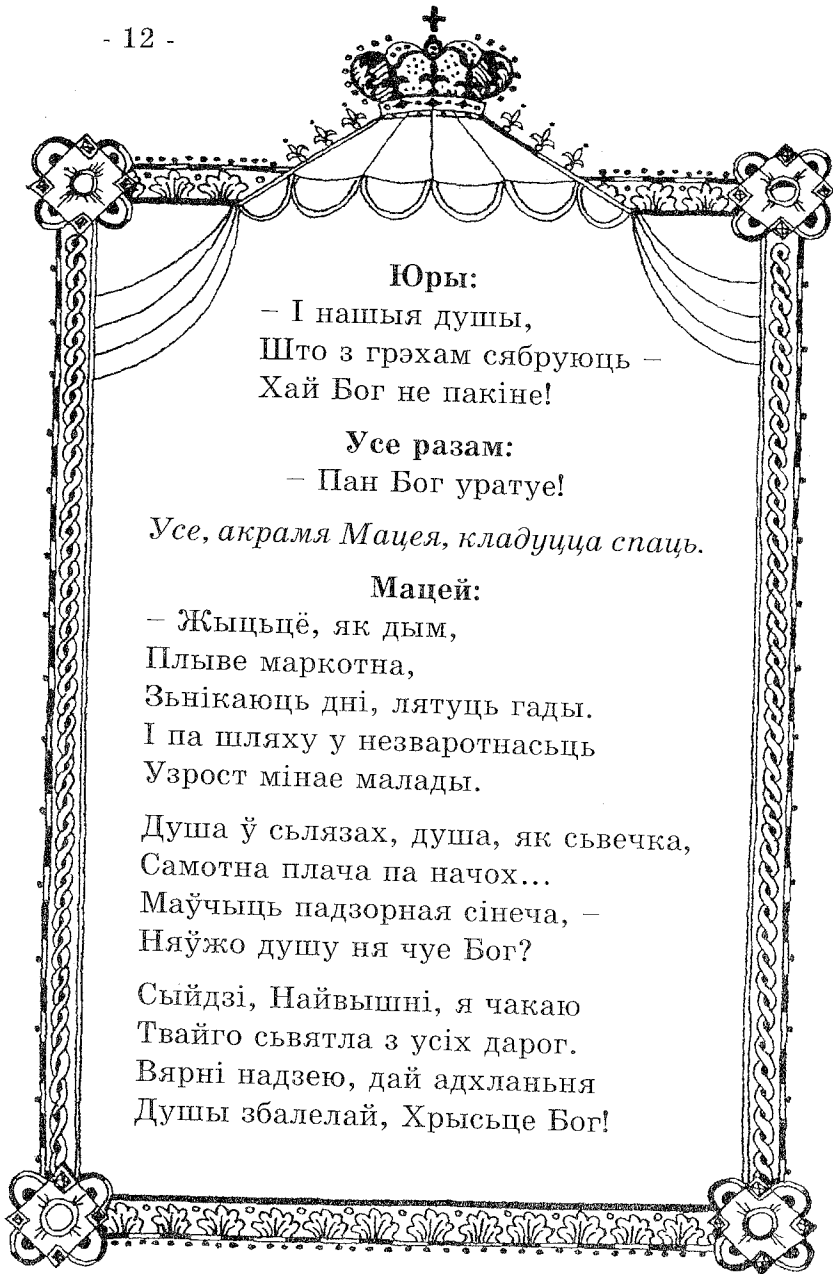 - 12 -
Юры:
– І нашыя душы,
Што з грэхам сябруюць –
Хай Бог не пакіне!
Усе разам:
– Пан Бог уратуе!
Усе, акрамя Мацея, кладуцца спаць.
Мацей:
– Жыцьцё, як дым,
Плыве маркотна,
Зьнікаюць дні, лятуць гады.
І па шляху у незваротнасьць
Узрост мінае малады.
Душа ў сьлязах, душа, як сьвечка,
Самотна плача па начох...
Маўчыць падзорная сінеча, –
Няўжо душу ня чуе Бог?
Сыйдзі, Найвышні, я чакаю
Твайго сьвятла з усіх дарог.
Вярні надзею, дай адхланьня
Душы збалелай, Хрысьце Бог!